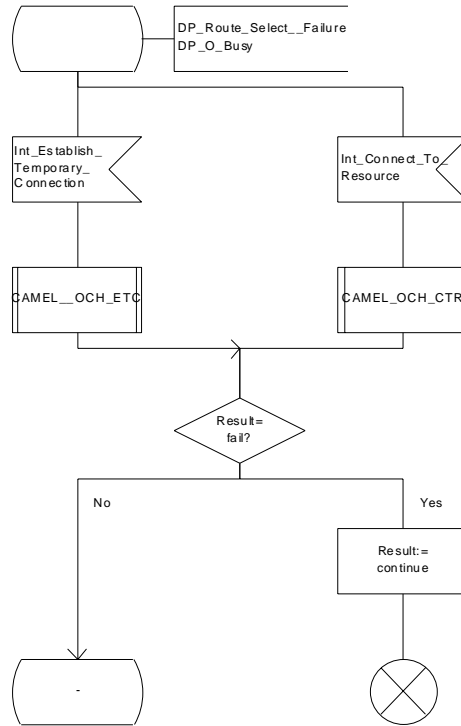 DP_Route_Select__Failure
DP_O_Busy
Int_Establish_
Temporary_
Connection
Int_Connect_To_
Resource
CAMEL__OCH_ETC
CAMEL_OCH_CTR
Result=
fail?
No
Yes
Result:=
continue
-